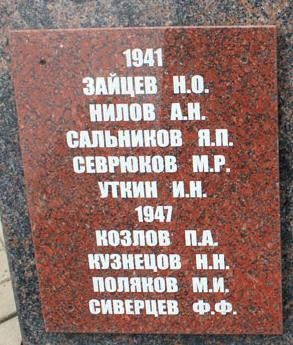 1941
ЗАЙЦЕВ Н.О.
НИЛОВ А.Н.
САЛЬНИКОВ Я.П.
СЕВРЮКОВ М.Р.
УТКИН И.Н.
1947
КОЗЛОВ П.А.
КУЗНЕЦОВ Н.Н.
ПОЛЯКОВ М.И.
СИВЕРЦЕВ Ф.Ф.